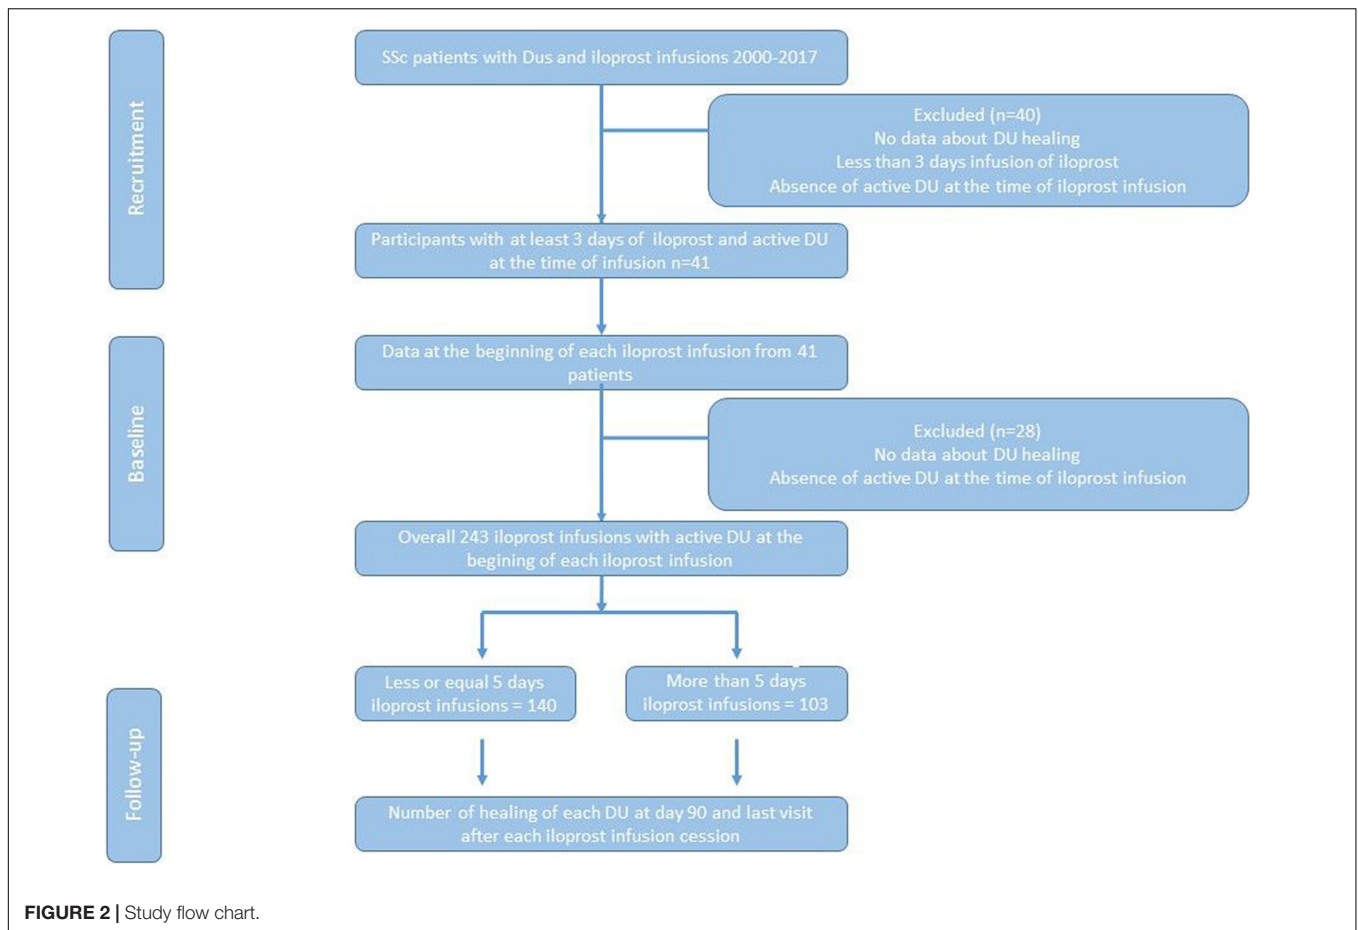 Recruitment
SSc patients with Dus and iloprost infusions 2000-2017
Excluded (n=40)
No data about DU healing
Less than 3 days infusion of iloprost
Absence of active DU at the time of iloprost infusion
Participants with at least 3 days of iloprost and active DU
at the time of infusion n=41
Baseline
Data at the beginning of each iloprost infusion from 41
patients
Excluded (n=28)
No data about DU healing
Absence of active DU at the time of iloprost infusion
Overall 243 iloprost infusions with active DU at the
begining of each iloprost infusion
Follow-up
Less or equal 5 days
iloprost infusions = 140
More than 5 days
iloprost infusions = 103
Number of healing of each DU at day 90 and last visit
after each iloprost infusion cession
FIGURE 2 | Study flow chart.